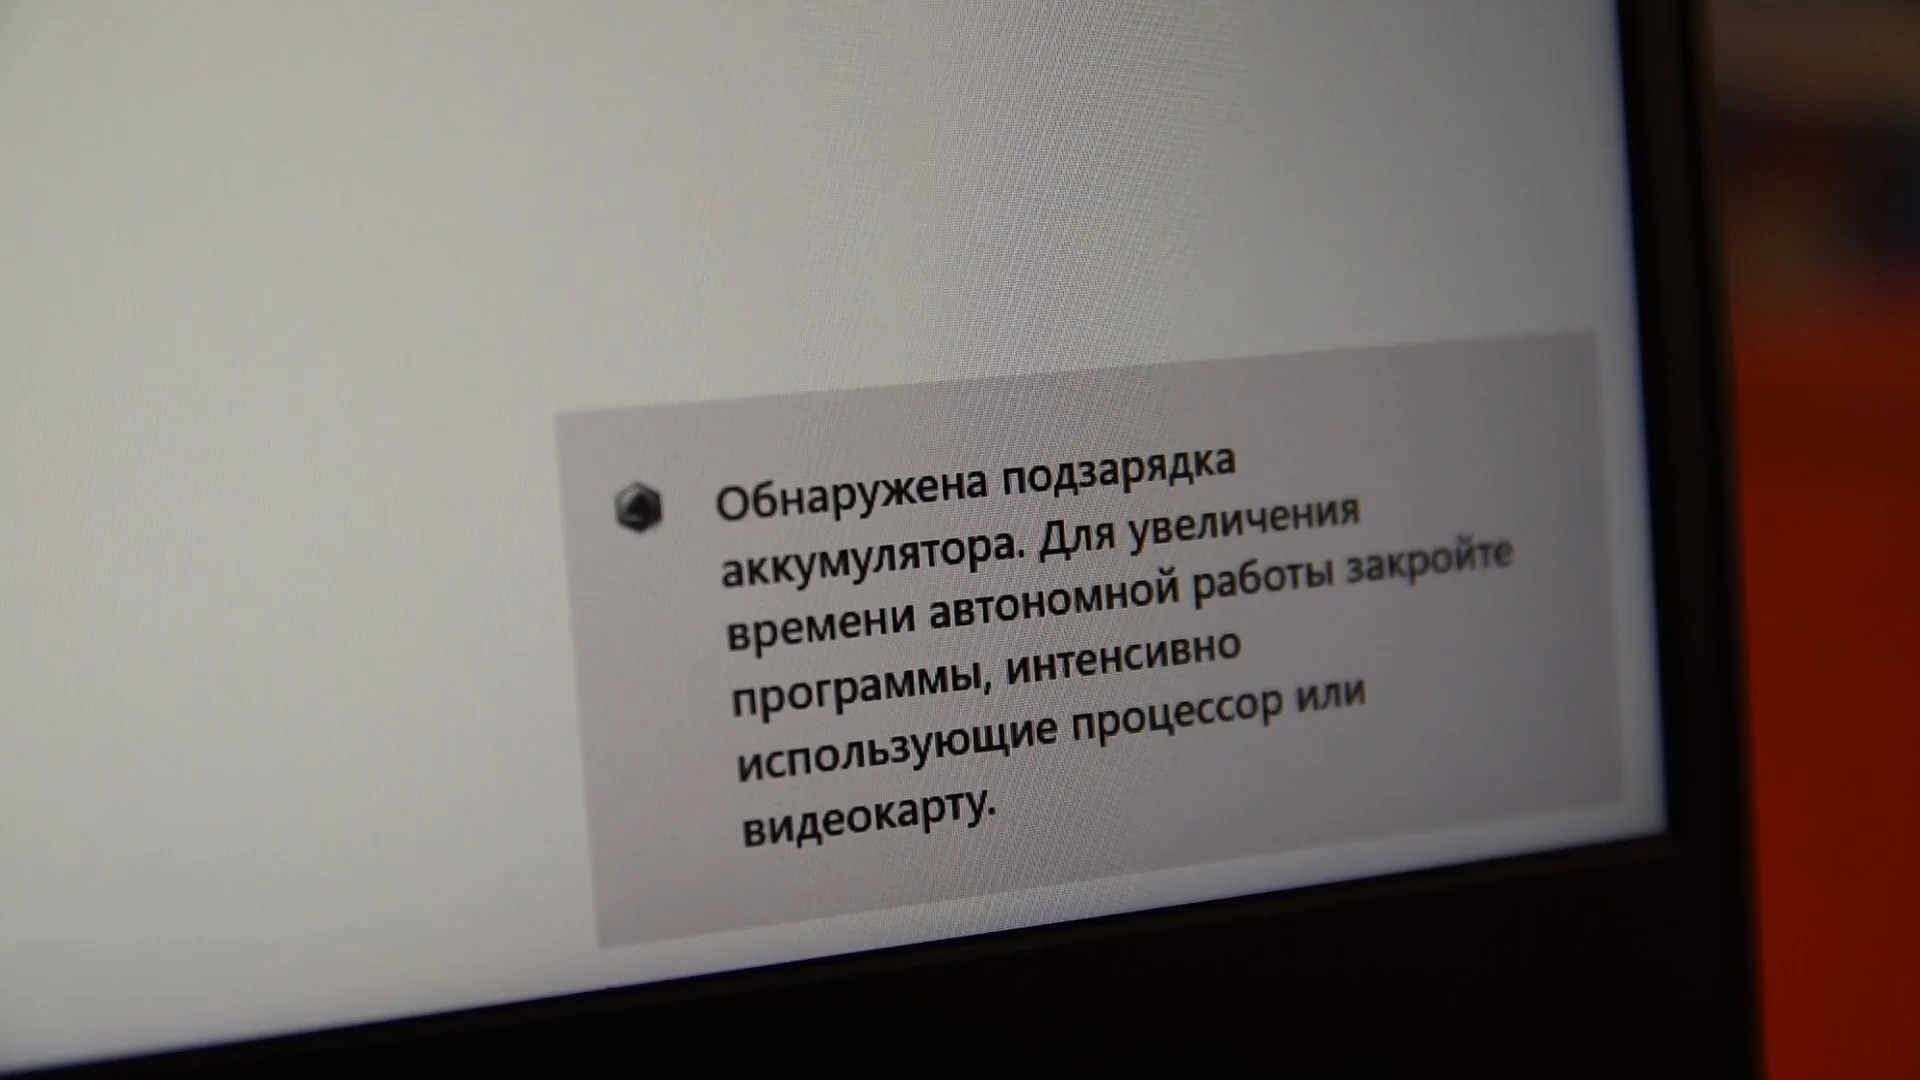 Обнаружена подзарядка
аккумулятора. Для увеличения
времени автономной работы закройте
программы, интенсивно
использующие процессор или
видеокарту.